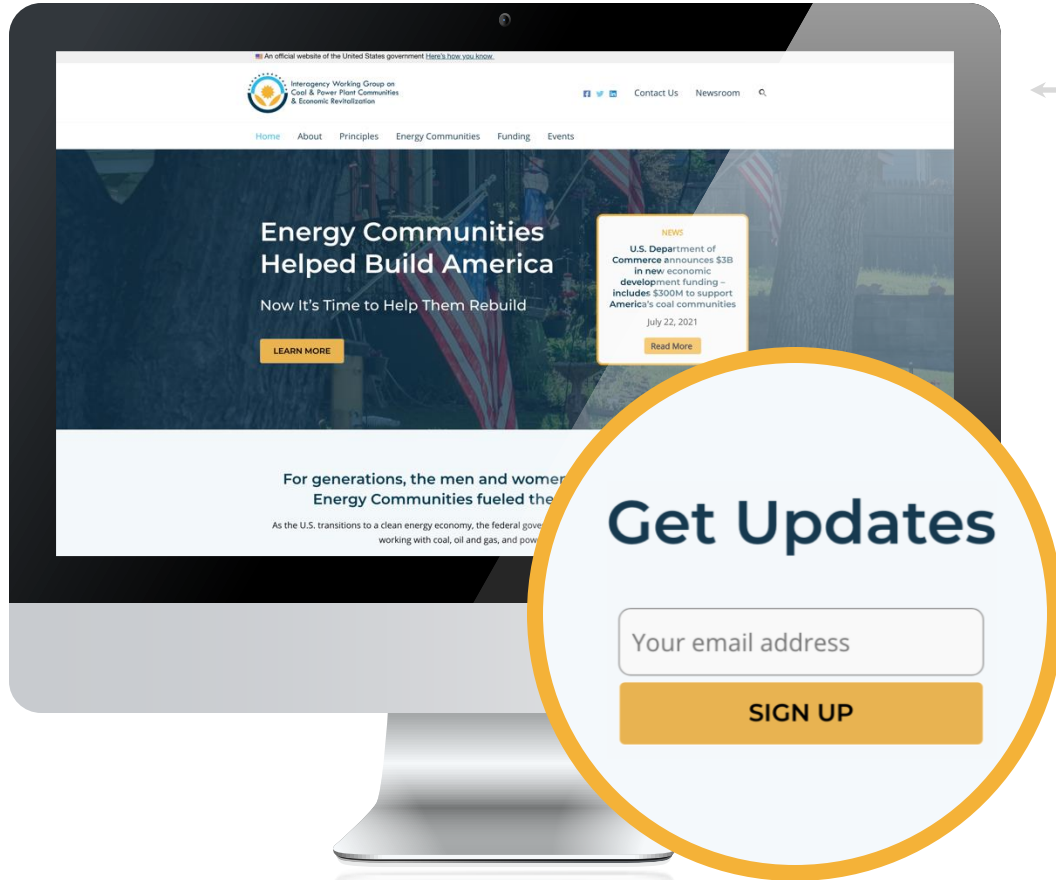 An official website of the United States government Here's how you know.
Interagency Working Group on
Coal & Power Plant Communities
& Economic Revitalization
Contact Us Newsroom
Home About Principles Energy Communities Funding Events
Energy Communities
Helped Build America
Now It's Time to Help Them Rebuild
LEARN MORE
NEWS
U.S. Department of
Commerce announces $3B
in new economic
development funding –
includes $300M to support
America's coal communities
July 22, 2021
Read More
For generations, the men and women
Energy Communities fueled the
As the U.S. transitions to a clean energy economy, the federal gove
working with coal, oil and gas, and pow
Get Updates
Your email address
SIGN UP